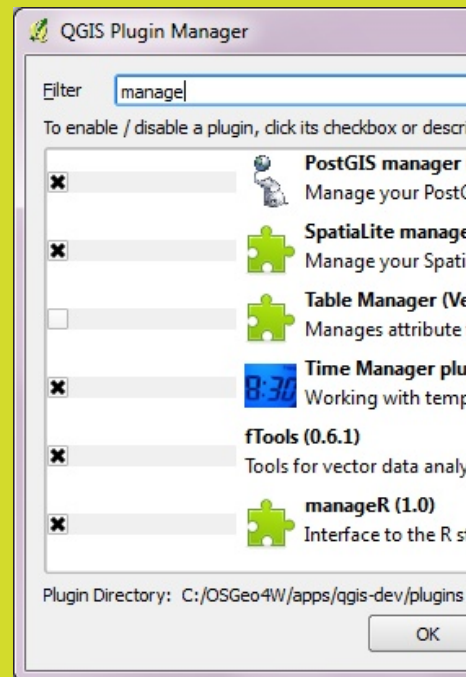 QGIS Plugin Manager
Filter manage
To enable / disable a plugin, click its checkbox or descri
PostGIS manager
Manage your PostG
SpatiaLite manage
Manage your Spati
Table Manager (Ve
Manages attribute
Time Manager plu
8:30
Working with temp
fTools (0.6.1)
Tools for vector data analy
manageR (1.0)
Interface to the R st
Plugin Directory: C:/OSGeo4W/apps/qgis-dev/plugins
OK